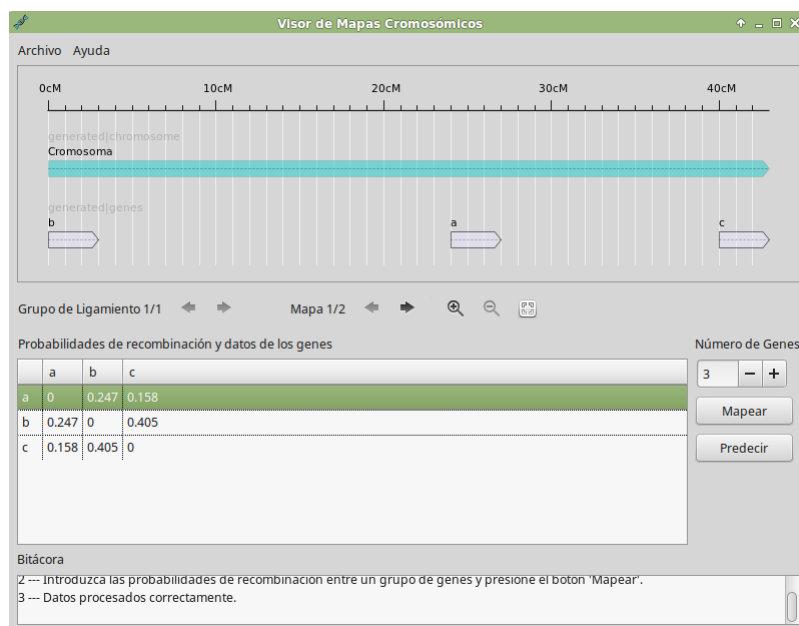 Visor de Mapas Cromosómicos
Archivo Ayuda
0cM 10cM 20cM 30cM 40cM
generated|chromosome
Cromosoma
generated|genes
b a c
Grupo de Ligamiento 1/1 Mapa 1/2
Probabilidades de recombinación y datos de los genes Número de Genes
a b c
3
a 0 0.247 0.158
Mapear
b 0.247 0 0.405
c 0.158 0.405 0
Predecir
Bitácora
2 --- Introduzca las probabilidades de recombinación entre un grupo de genes y presione el botón 'Mapear'.
3 --- Datos procesados correctamente.